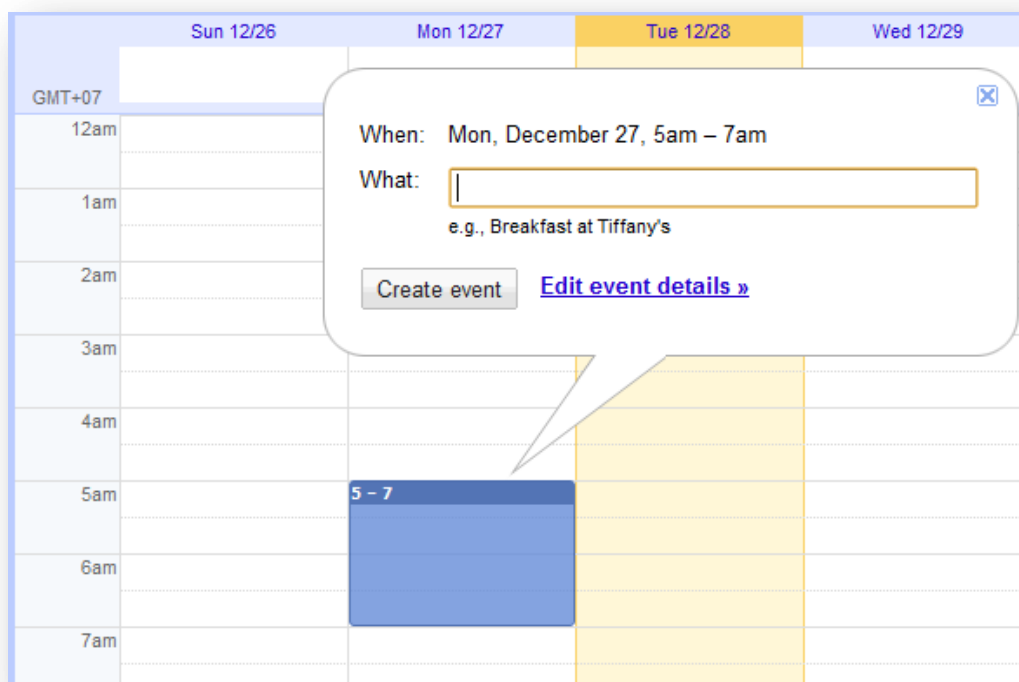 Sun 12/26 Mon 12/27 Tue 12/28 Wed 12/29
GMT+07
When: Mon, December 27, 5am – 7am
What:
e.g., Breakfast at Tiffany's
Create event Edit event details »
12am
1am
2am
3am
4am
5am
5 – 7
6am
7am